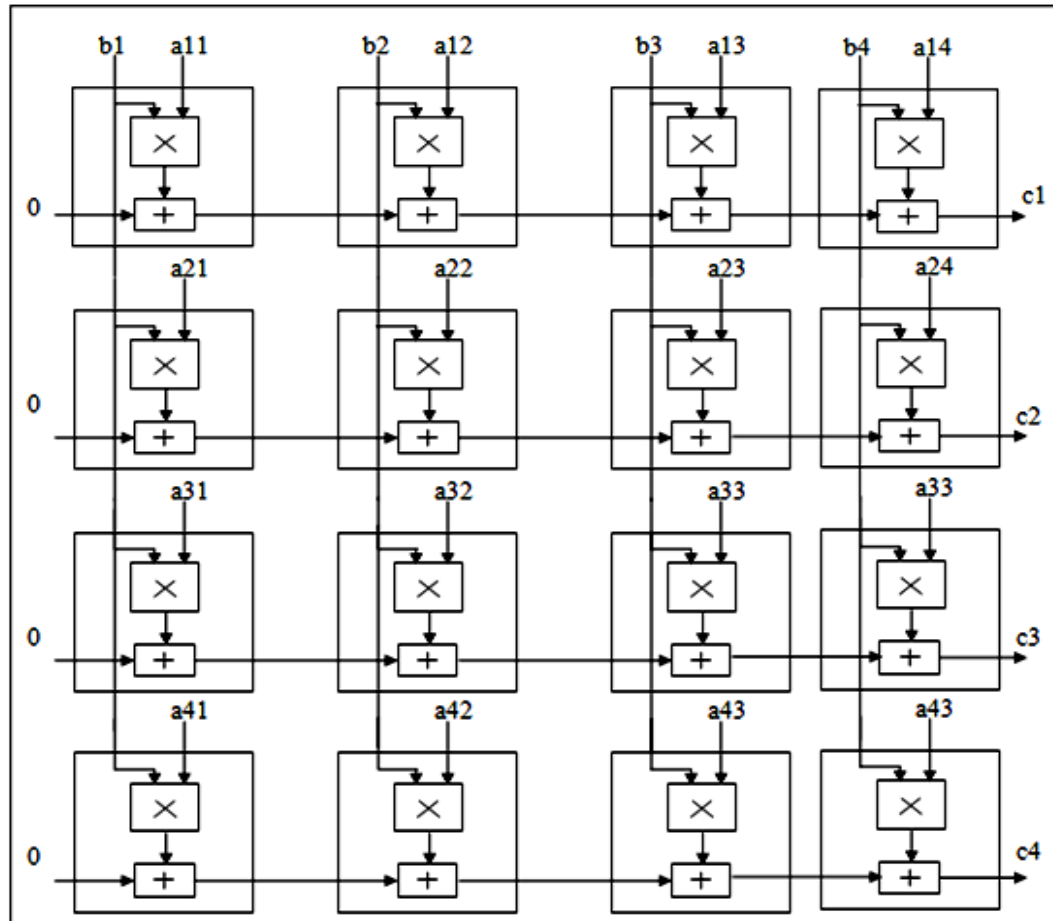 b1 a11 b2 a12 b3 a13 b4 a14
× × × ×
0 + + + + c1
a21 a22 a23 a24
× × × ×
0 + + + + c2
a31 a32 a33 a33
× × × ×
0 + + + + c3
a41 a42 a43 a43
× × × ×
0 + + + + c4